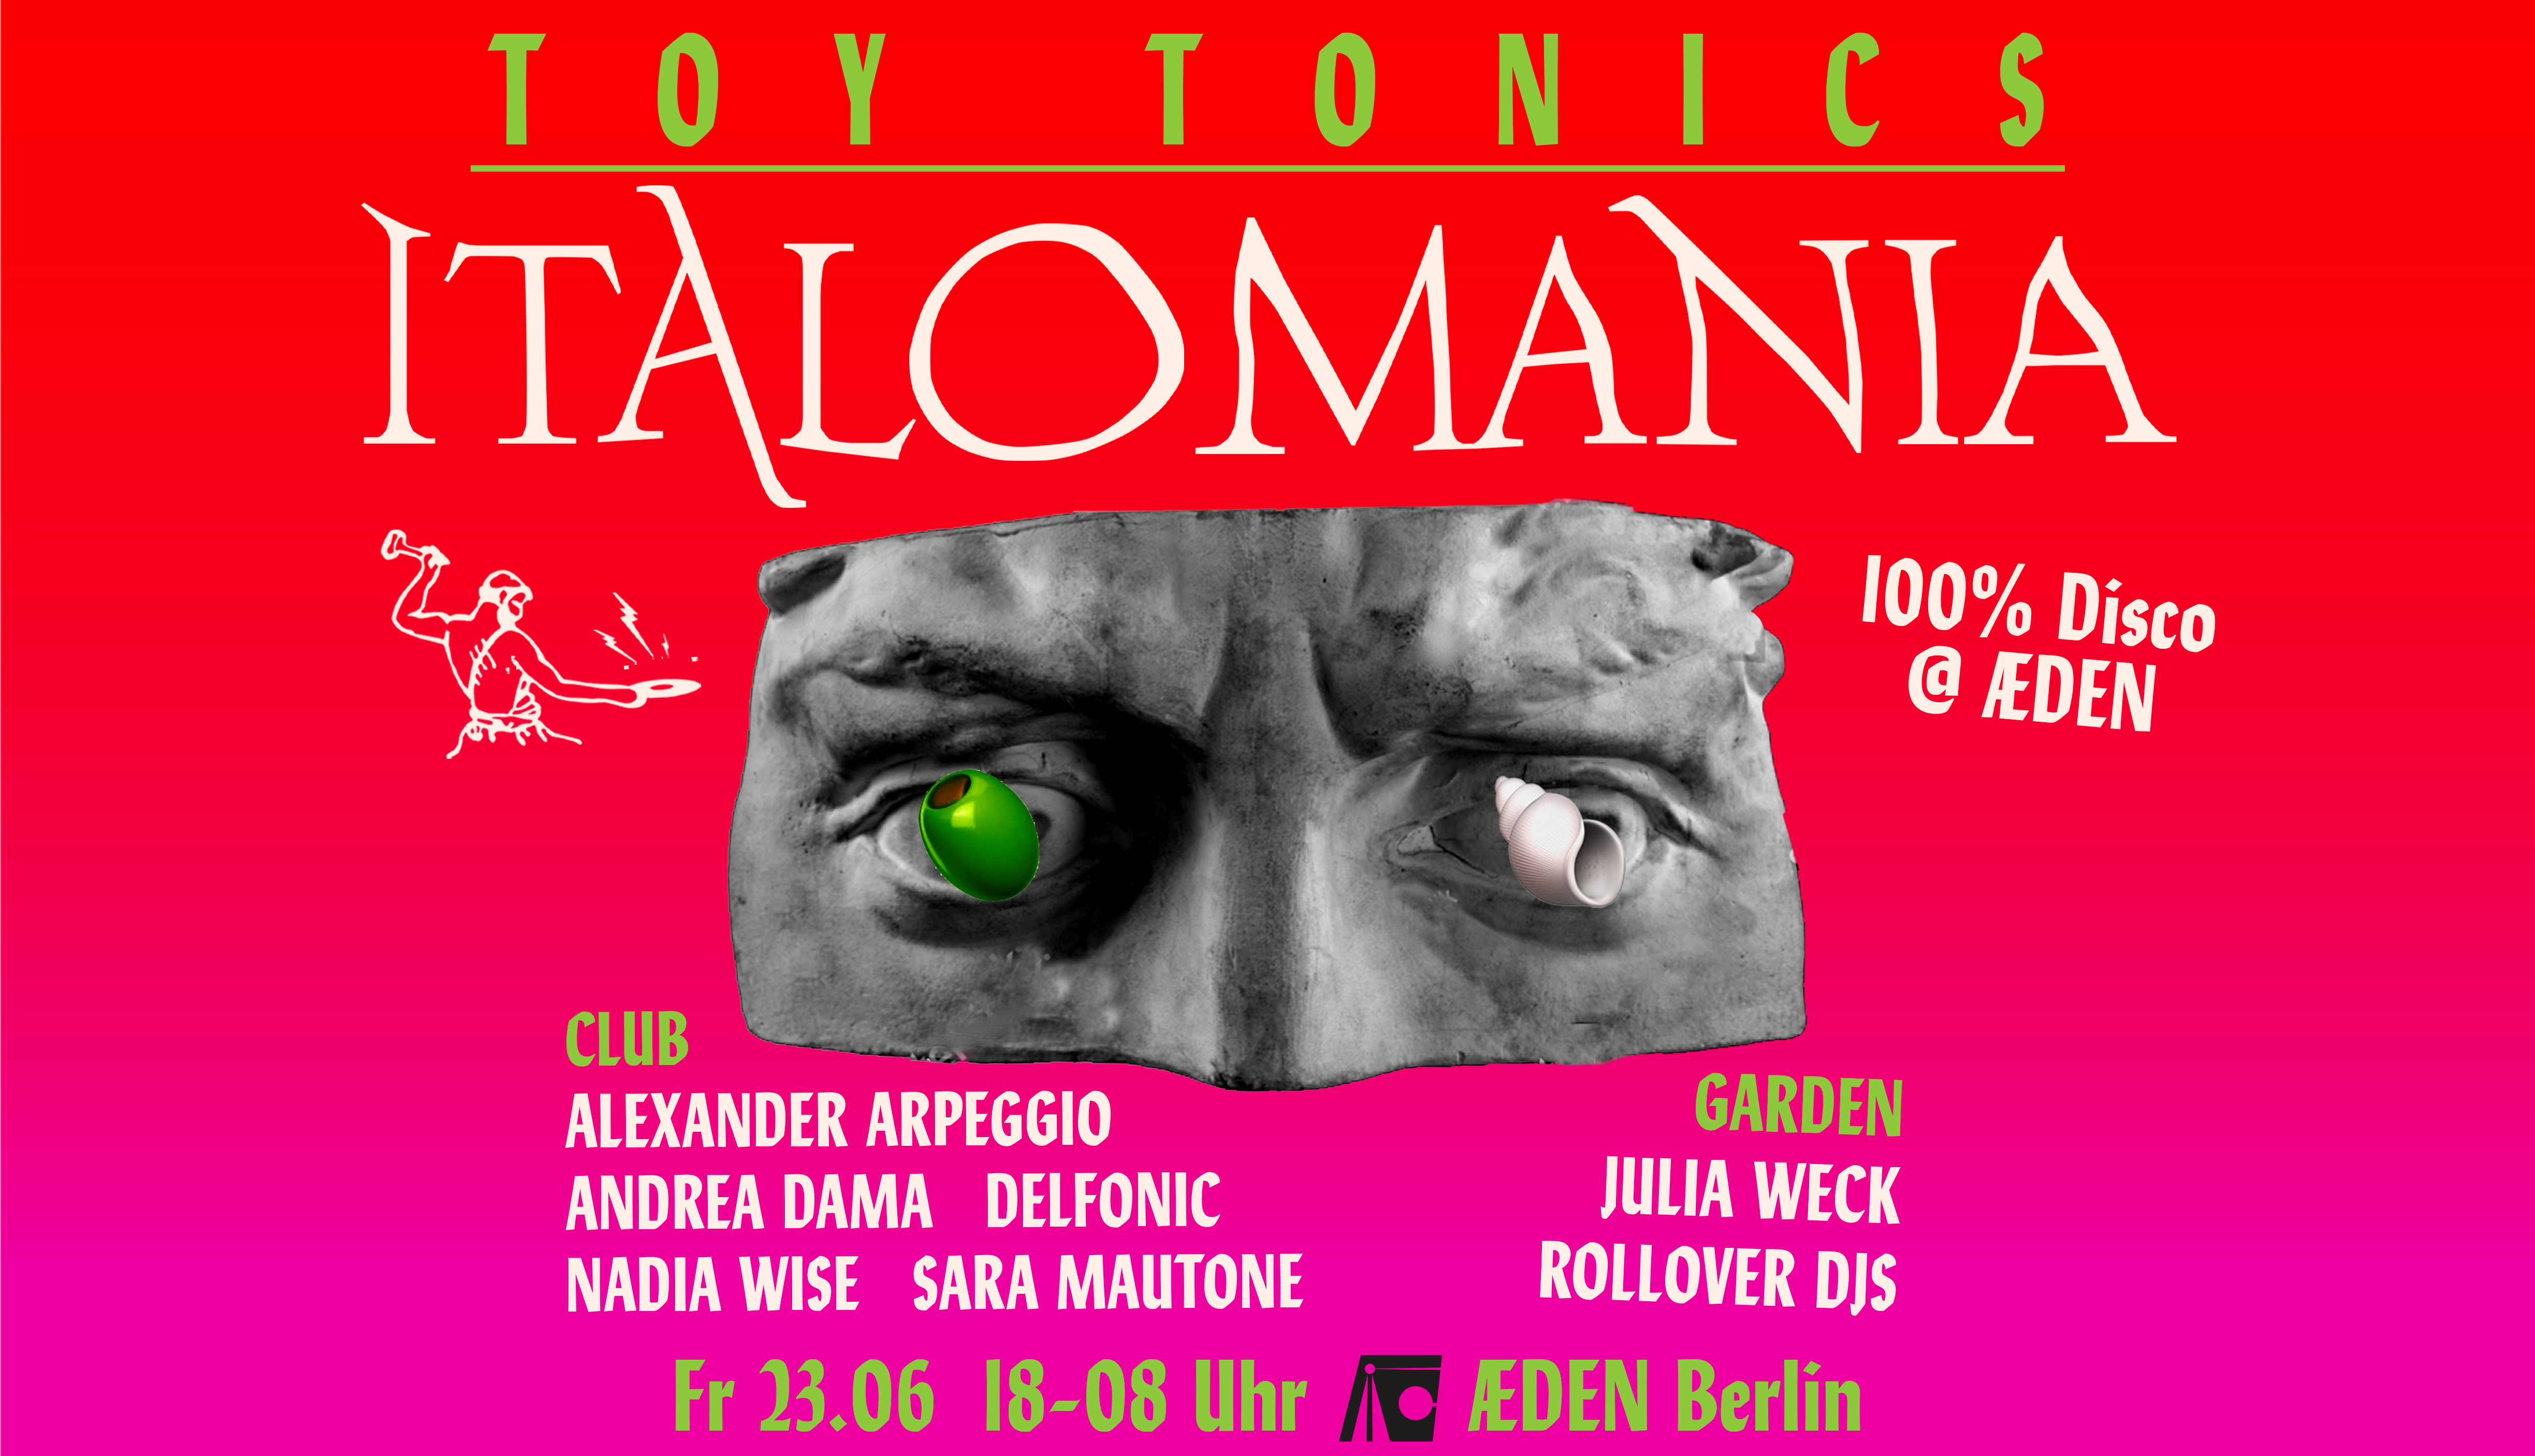 TOY TONICS
ITALOMANIA
100% Disco
@ ÆDEN
CLUB
ALEXANDER ARPEGGIO
ANDREA DAMA DELFONIC
NADIA WISE SARA MAUTONE
GARDEN
JULIA WECK
ROLLOVER DJS
Fr 23.06 18-08 Uhr ÆDEN Berlin